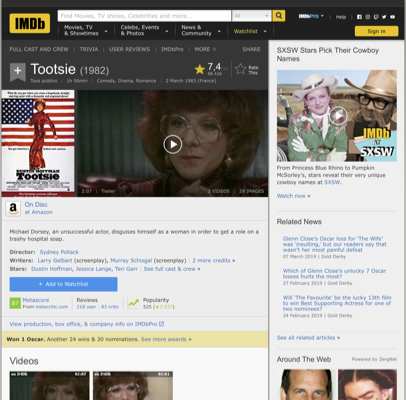 IMDb
Find Movies, TV shows, Celebrities and more...
All
IMDbPro
Help
Movies, TV
& Showtimes
Celebs, Events
& Photos
News &
Community
Watchlist
Sign in
FULL CAST AND CREW | TRIVIA | USER REVIEWS | IMDbPro | MORE
SHARE
Tootsie (1982)
7,4
Rate
This
Tous publics | 1h 56min | Comedy, Drama, Romance | 2 March 1983 (France)
DUSTIN HOFFMAN
Tootsie
2:07 | Trailer
2 VIDEOS | 29 IMAGES
a
On Disc
at Amazon
Michael Dorsey, an unsuccessful actor, disguises himself as a woman in order to get a role on a
trashy hospital soap.
Director: Sydney Pollack
Writers: Larry Gelbart (screenplay), Murray Schisgal (screenplay) | 2 more credits »
Stars: Dustin Hoffman, Jessica Lange, Teri Garr | See full cast & crew »
+ Add to Watchlist
Metascore
From metacritic.com
Reviews
Popularity
View production, box office, & company info on IMDbPro
Won 1 Oscar. Another 24 wins & 30 nominations. See more awards »
Videos
SXSW Stars Pick Their Cowboy
Names
IMDb
AT
SXSW
From Princess Blue Rhino to Pumpkin
McSorley's, stars reveal their very unique
cowboy names at SXSW.
Watch now »
Related News
Glenn Close's Oscar loss for 'The Wife'
was 'insulting,' but our readers say that
wasn't her most painful defeat
07 March 2019 | Gold Derby
Which of Glenn Close's unlucky 7 Oscar
losses hurts the most?
27 February 2019 | Gold Derby
Will 'The Favourite' be the lucky 13th film
to win Best Supporting Actress for one of
two nominees?
24 February 2019 | Gold Derby
See all related articles »
Around The Web
Powered by ZergNet